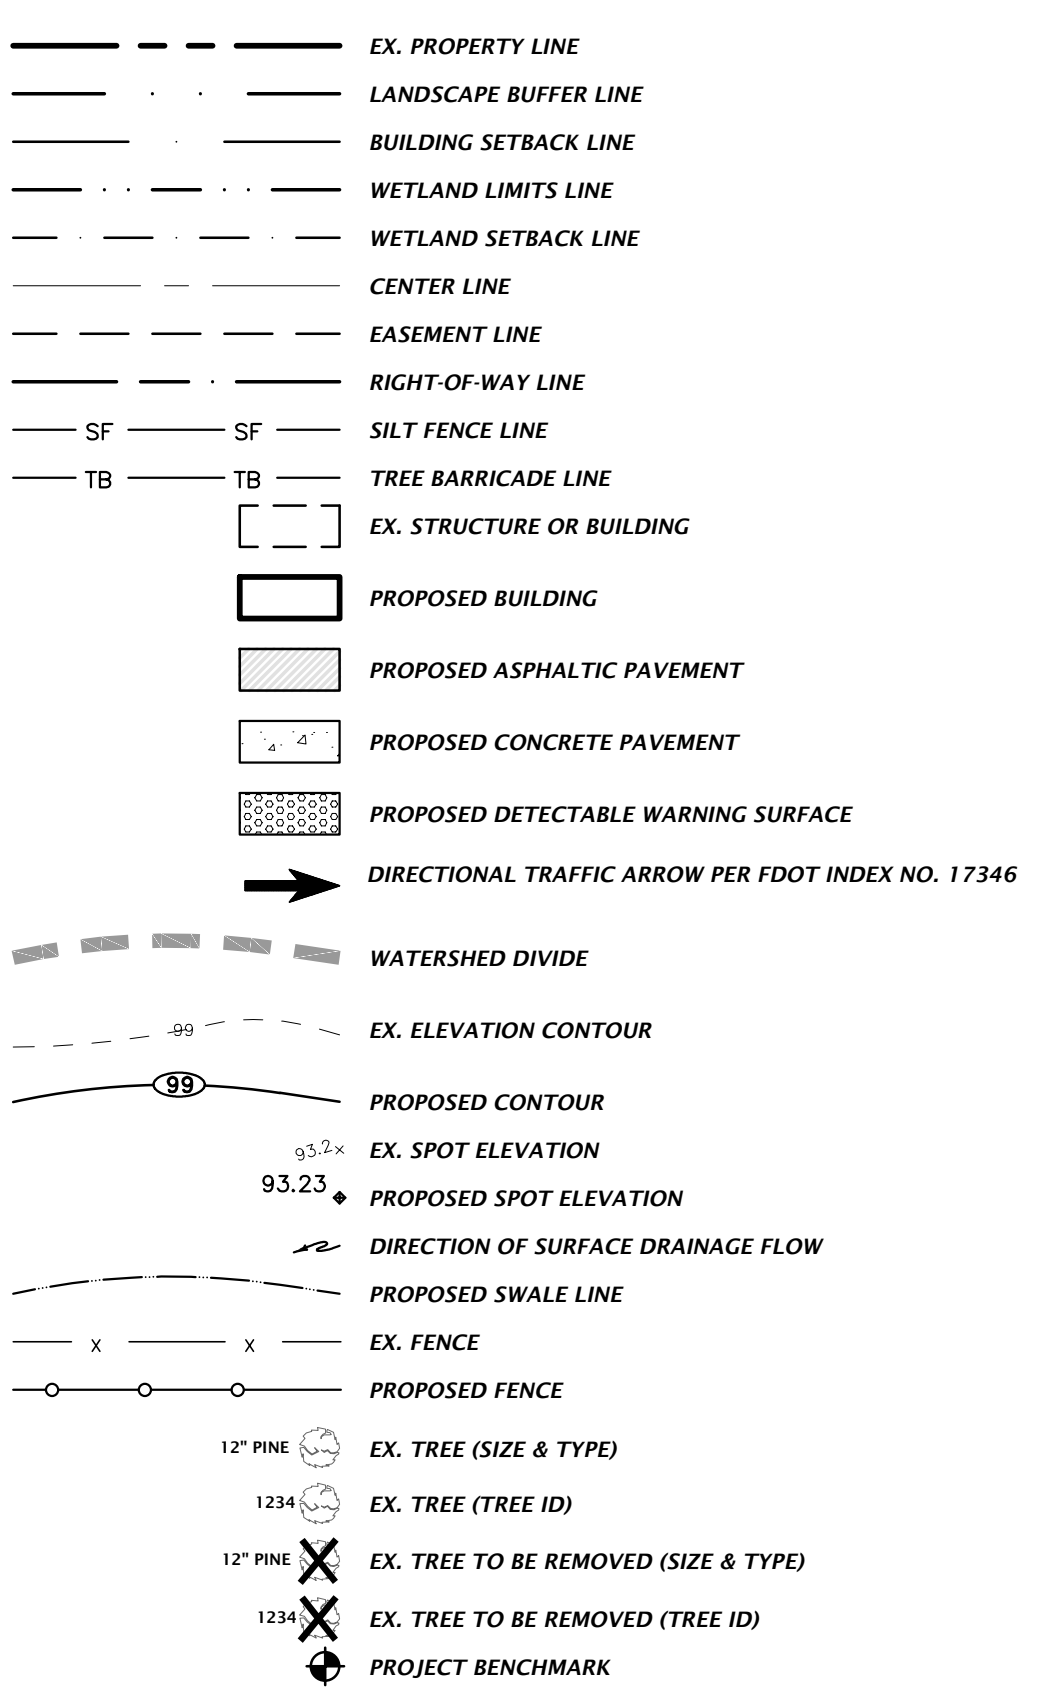 EX. PROPERTY LINE
LANDSCAPE BUFFER LINE
BUILDING SETBACK LINE
WETLAND LIMITS LINE
WETLAND SETBACK LINE
CENTER LINE
EASEMENT LINE
RIGHT-OF-WAY LINE
SF SF SILT FENCE LINE
TB TB TREE BARRICADE LINE
EX. STRUCTURE OR BUILDING
PROPOSED BUILDING
PROPOSED ASPHALTIC PAVEMENT
PROPOSED CONCRETE PAVEMENT
PROPOSED DETECTABLE WARNING SURFACE
DIRECTIONAL TRAFFIC ARROW PER FDOT INDEX NO. 17346
WATERSHED DIVIDE
99 EX. ELEVATION CONTOUR
99 PROPOSED CONTOUR
93.2x EX. SPOT ELEVATION
93.23 PROPOSED SPOT ELEVATION
DIRECTION OF SURFACE DRAINAGE FLOW
PROPOSED SWALE LINE
X X EX. FENCE
PROPOSED FENCE
12" PINE EX. TREE (SIZE & TYPE)
1234 EX. TREE (TREE ID)
12" PINE EX. TREE TO BE REMOVED (SIZE & TYPE)
1234 EX. TREE TO BE REMOVED (TREE ID)
PROJECT BENCHMARK